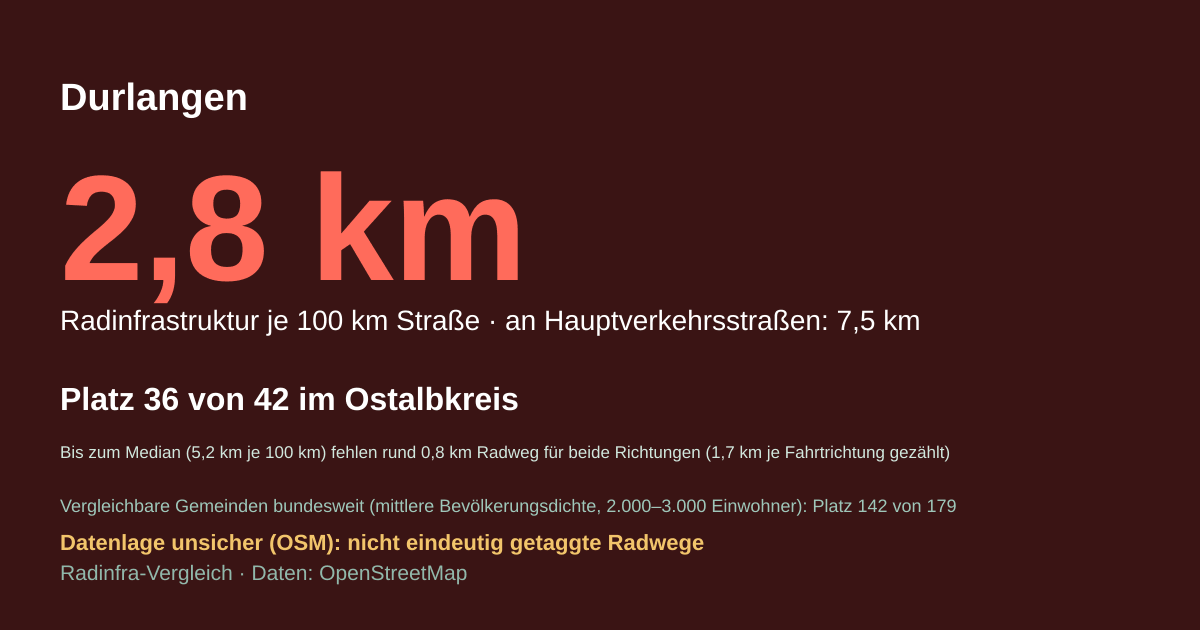 Durlangen
2,8 km
Radinfrastruktur je 100 km Straße · an Hauptverkehrsstraßen: 7,5 km
Platz 36 von 42 im Ostalbkreis
Bis zum Median (5,2 km je 100 km) fehlen rund 0,8 km Radweg für beide Richtungen (1,7 km je Fahrtrichtung gezählt)
Vergleichbare Gemeinden bundesweit (mittlere Bevölkerungsdichte, 2.000–3.000 Einwohner): Platz 142 von 179
Datenlage unsicher (OSM): nicht eindeutig getaggte Radwege
Radinfra-Vergleich · Daten: OpenStreetMap